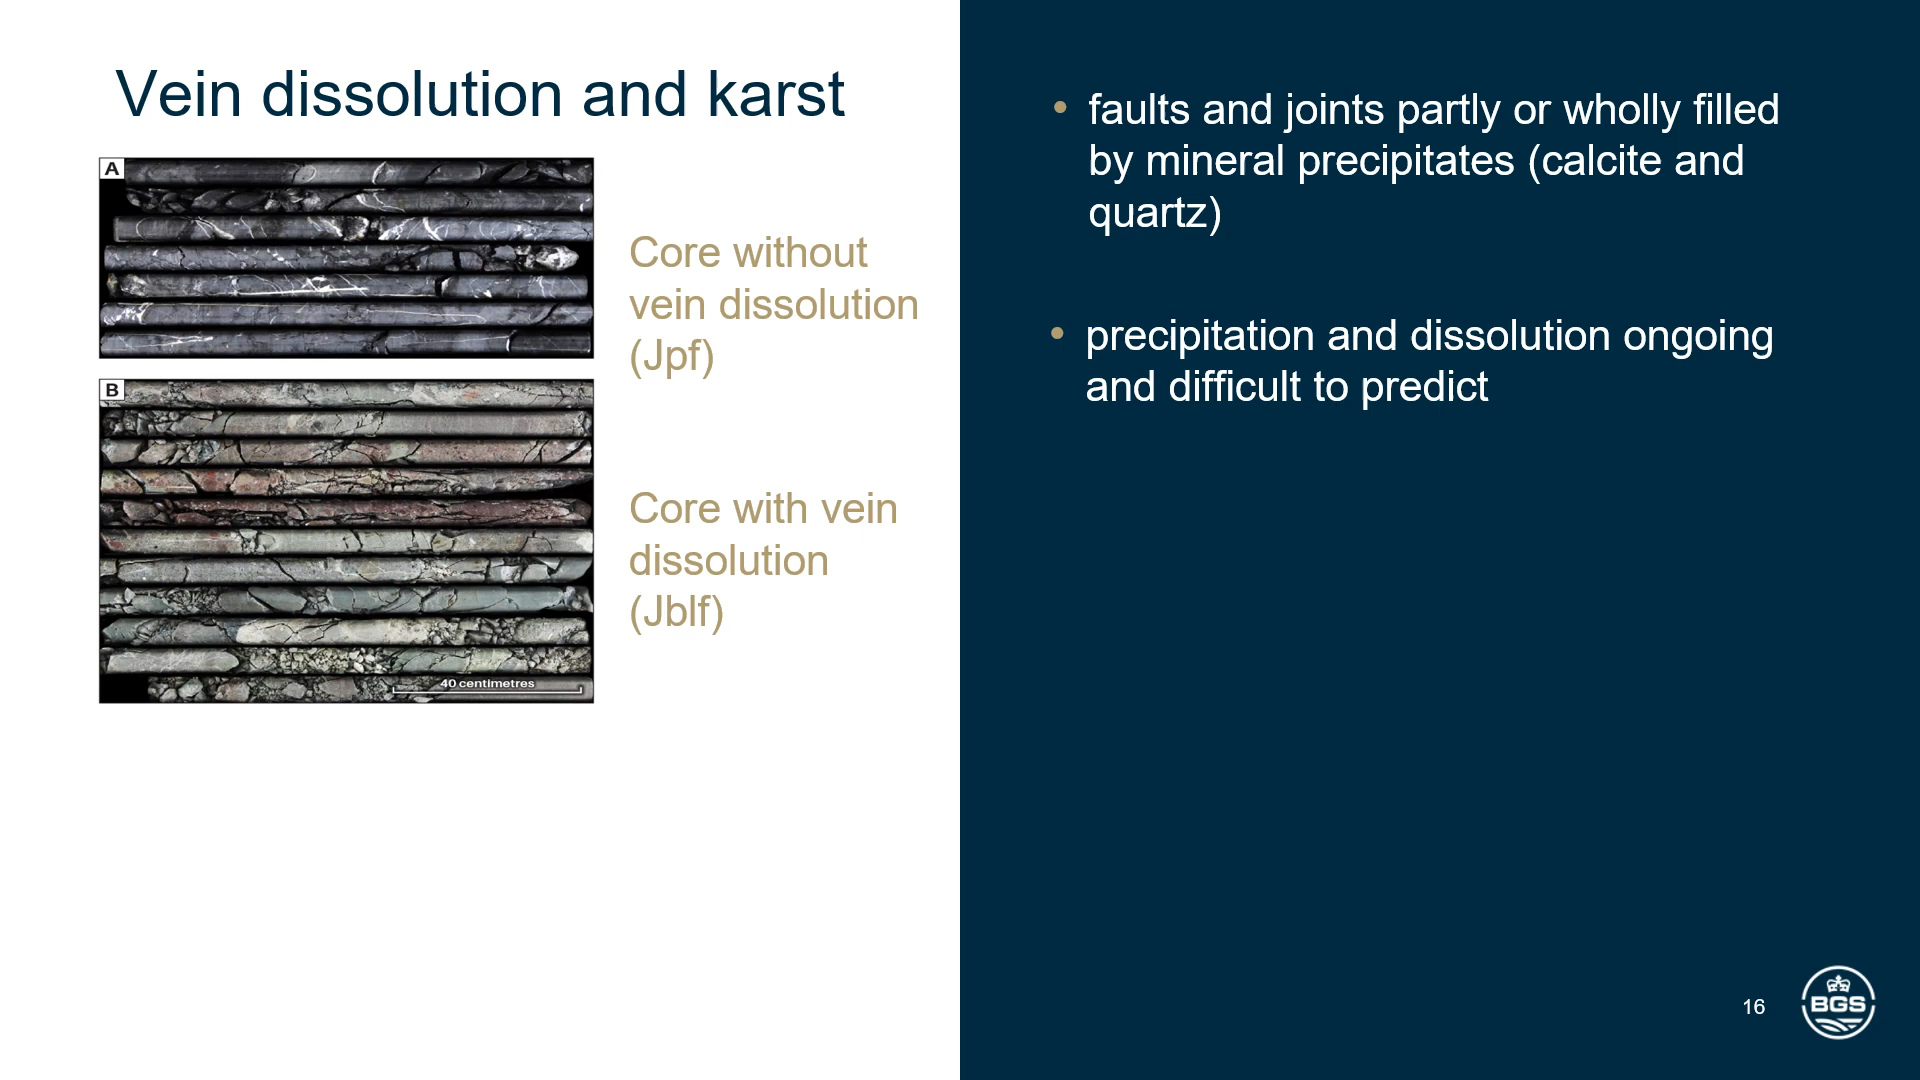 Vein dissolution and karst
A
Core without
vein dissolution
(Jpf)
B
40 centimetres
Core with vein
dissolution
(Jblf)
• faults and joints partly or wholly filled
by mineral precipitates (calcite and
quartz)
• precipitation and dissolution ongoing
and difficult to predict
16
BGS